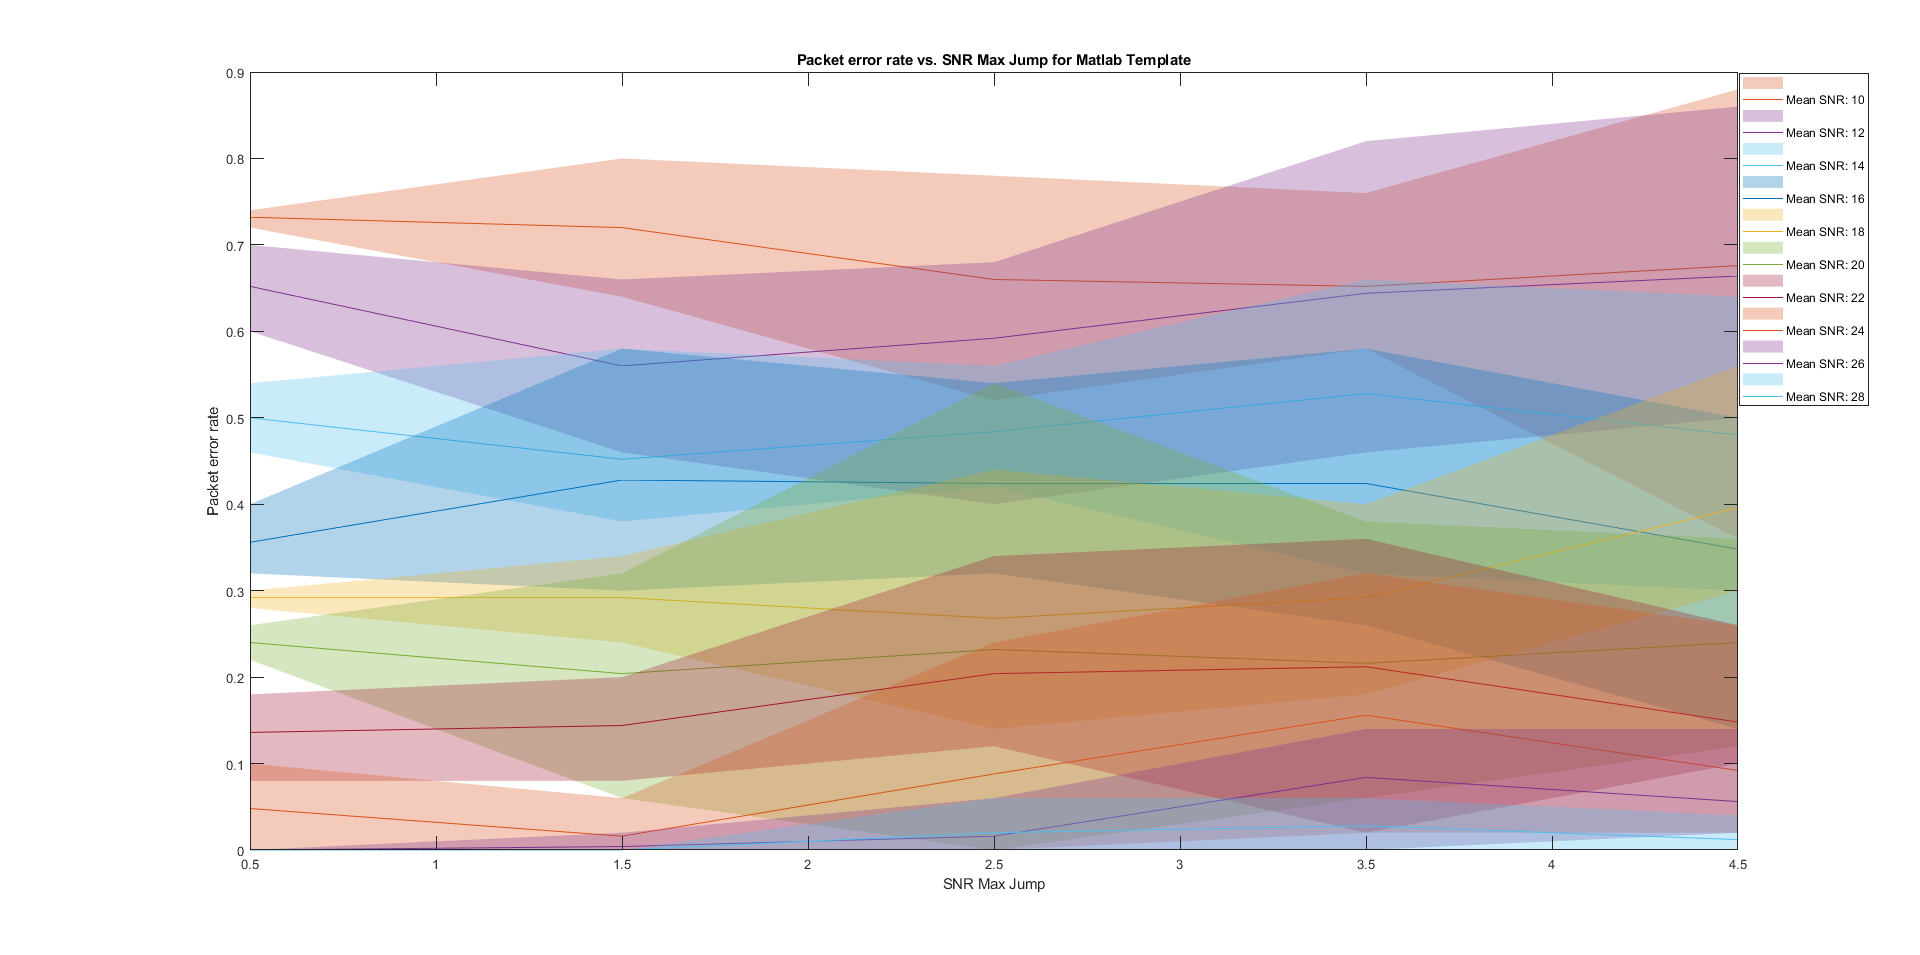 Packet error rate vs. SNR Max Jump for Matlab Template
0.9
0.8
0.7
0.6
0.5
0.4
0.3
0.2
0.1
0
Packet error rate
0.5 1 1.5 2 2.5 3 3.5 4 4.5
SNR Max Jump
Mean SNR: 10
Mean SNR: 12
Mean SNR: 14
Mean SNR: 16
Mean SNR: 18
Mean SNR: 20
Mean SNR: 22
Mean SNR: 24
Mean SNR: 26
Mean SNR: 28